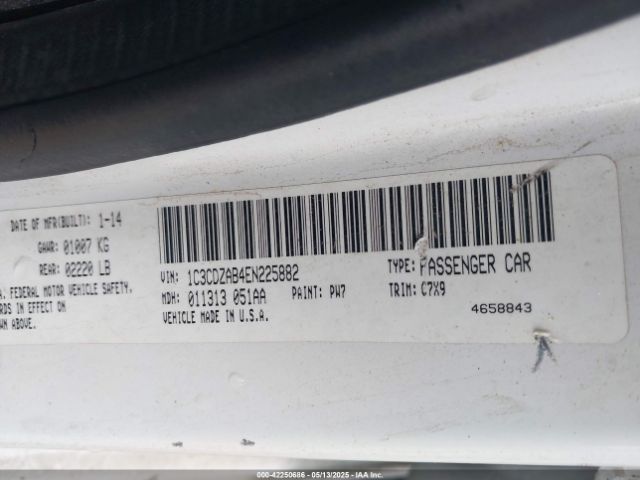 DATE OF MFR(BUILT): 1-14
GAWR: 01007 KG
REAR: 02220 LB
A. FEDERAL MOTOR VEHICLE SAFETY.
RDS IN EFFECT ON
WN ABOVE.
VIN: 1C3CDZAB4EN225882 TYPE: PASSENGER CAR
MDH: 011313 051AA PAINT: PW7 TRIM: C7X9
VEHICLE MADE IN U.S.A. 4658843
000-42250686 - 05/13/2025 - IAA Inc.